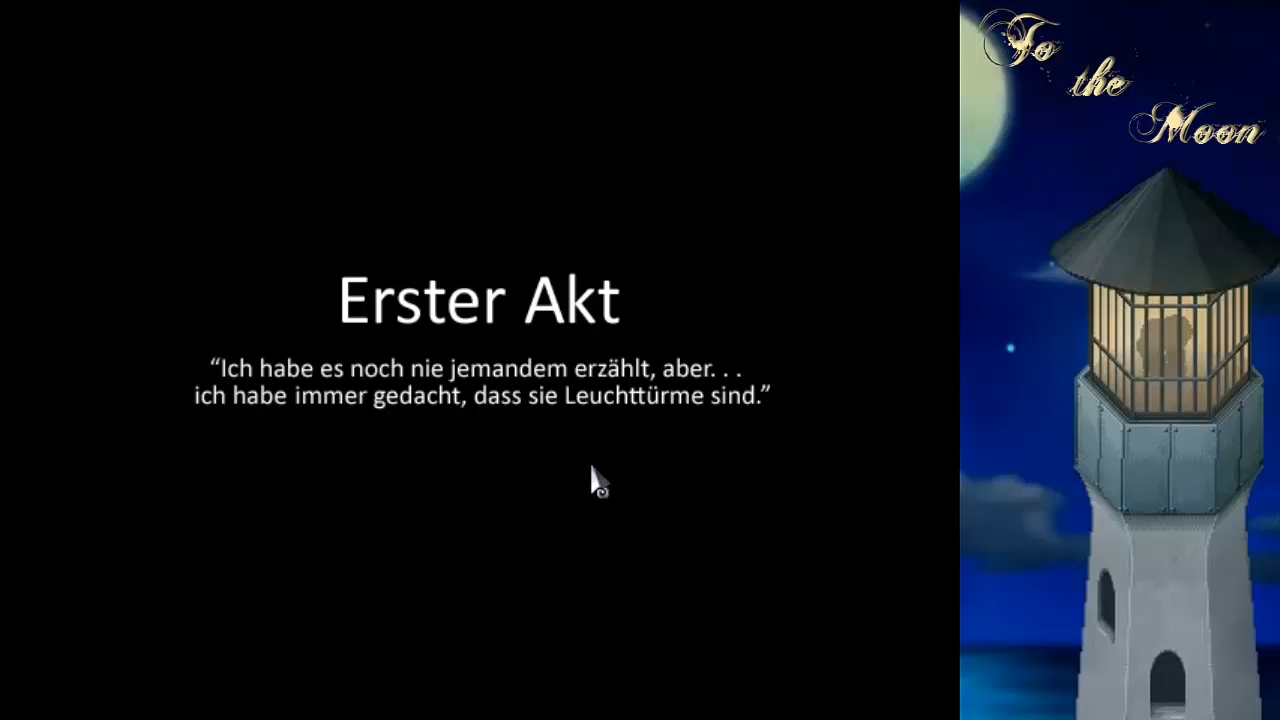 Erster Akt
“Ich habe es noch nie jemandem erzählt, aber. . .
ich habe immer gedacht, dass sie Leuchttürme sind.”
To
the
Moon